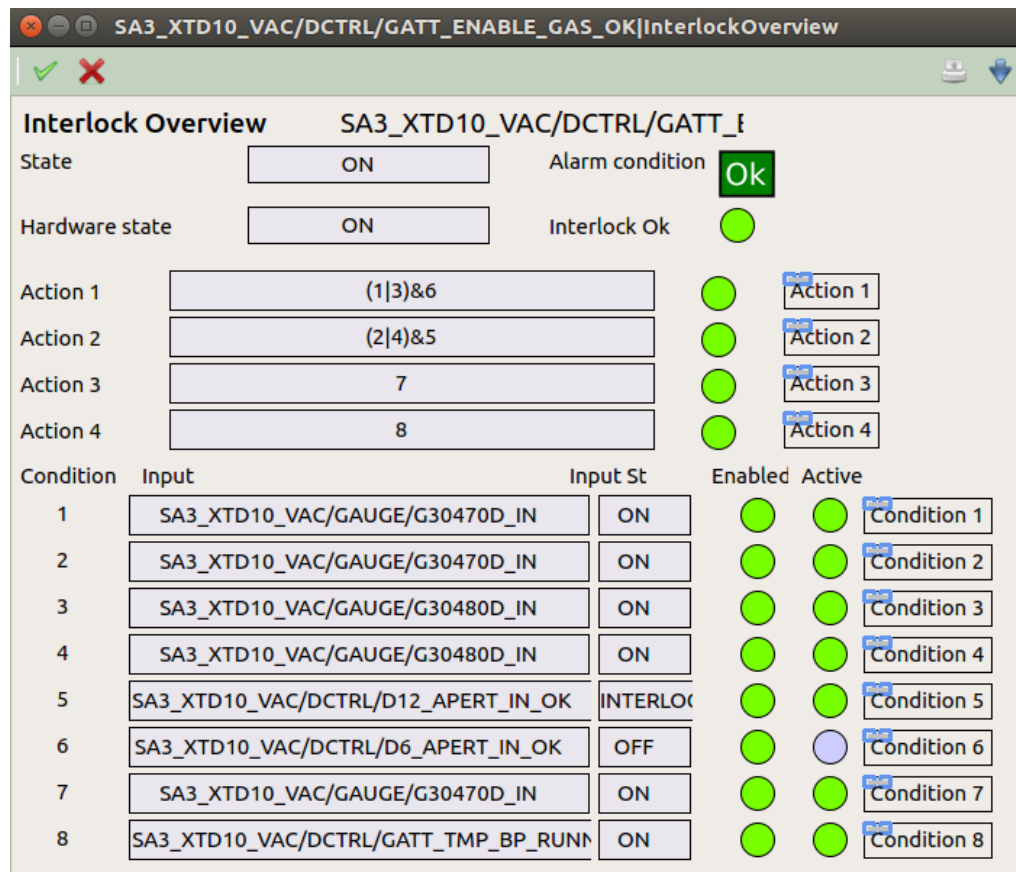 SA3_XTD10_VAC/DCTRL/GATT_ENABLE_GAS_OK|InterlockOverview
Interlock Overview SA3_XTD10_VAC/DCTRL/GATT_E
State ON Alarm condition Ok
Hardware state ON Interlock Ok
Action 1 (1|3)&6 Action 1
Action 2 (2|4)&5 Action 2
Action 3 7 Action 3
Action 4 8 Action 4
Condition Input Input St Enabled Active
1 SA3_XTD10_VAC/GAUGE/G30470D_IN ON Condition 1
2 SA3_XTD10_VAC/GAUGE/G30470D_IN ON Condition 2
3 SA3_XTD10_VAC/GAUGE/G30480D_IN ON Condition 3
4 SA3_XTD10_VAC/GAUGE/G30480D_IN ON Condition 4
5 SA3_XTD10_VAC/DCTRL/D12_APERT_IN_OK INTERLOC Condition 5
6 SA3_XTD10_VAC/DCTRL/D6_APERT_IN_OK OFF Condition 6
7 SA3_XTD10_VAC/GAUGE/G30470D_IN ON Condition 7
8 SA3_XTD10_VAC/DCTRL/GATT_TMP_BP_RUNN ON Condition 8